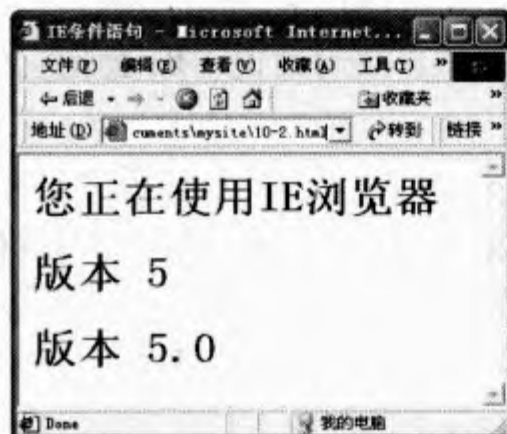 IE条件语句 - Microsoft Internet...
文件(F) 编辑(E) 查看(V) 收藏(A) 工具(T) »
后退 收藏夹 »
地址(D) cuments\mysite\10-2.html 转到 链接 »
您正在使用IE浏览器
版本 5
版本 5.0
Done 我的电脑